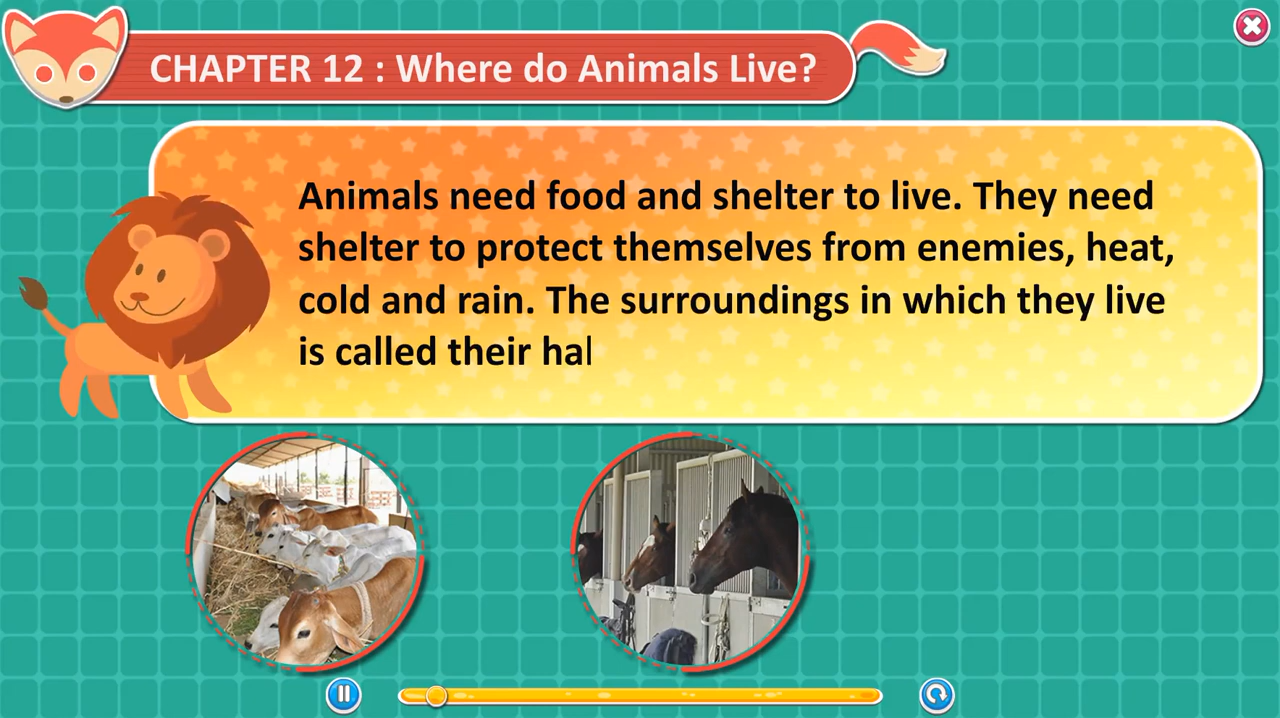 CHAPTER 12 : Where do Animals Live?
Animals need food and shelter to live. They need
shelter to protect themselves from enemies, heat,
cold and rain. The surroundings in which they live
is called their hal